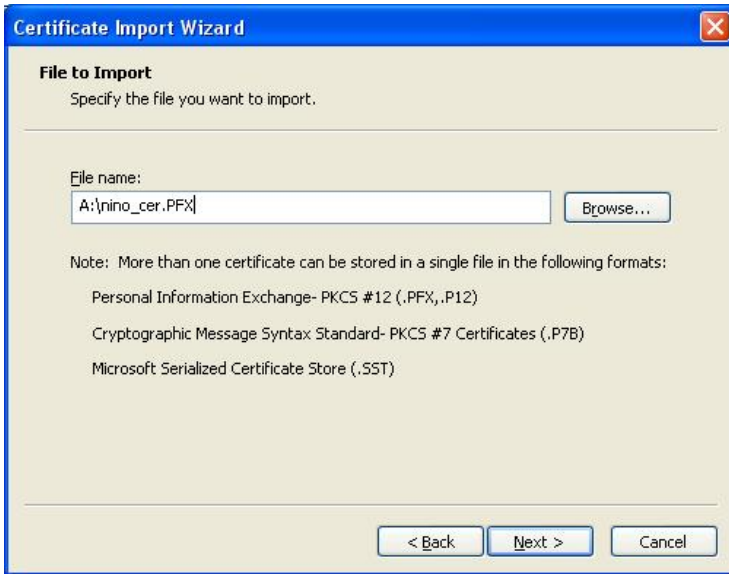 Certificate Import Wizard
File to Import
Specify the file you want to import.
File name:
A:\nino_cer.PFX
Browse...
Note: More than one certificate can be stored in a single file in the following formats:
Personal Information Exchange- PKCS #12 (.PFX,.P12)
Cryptographic Message Syntax Standard- PKCS #7 Certificates (.P7B)
Microsoft Serialized Certificate Store (.SST)
< Back Next > Cancel